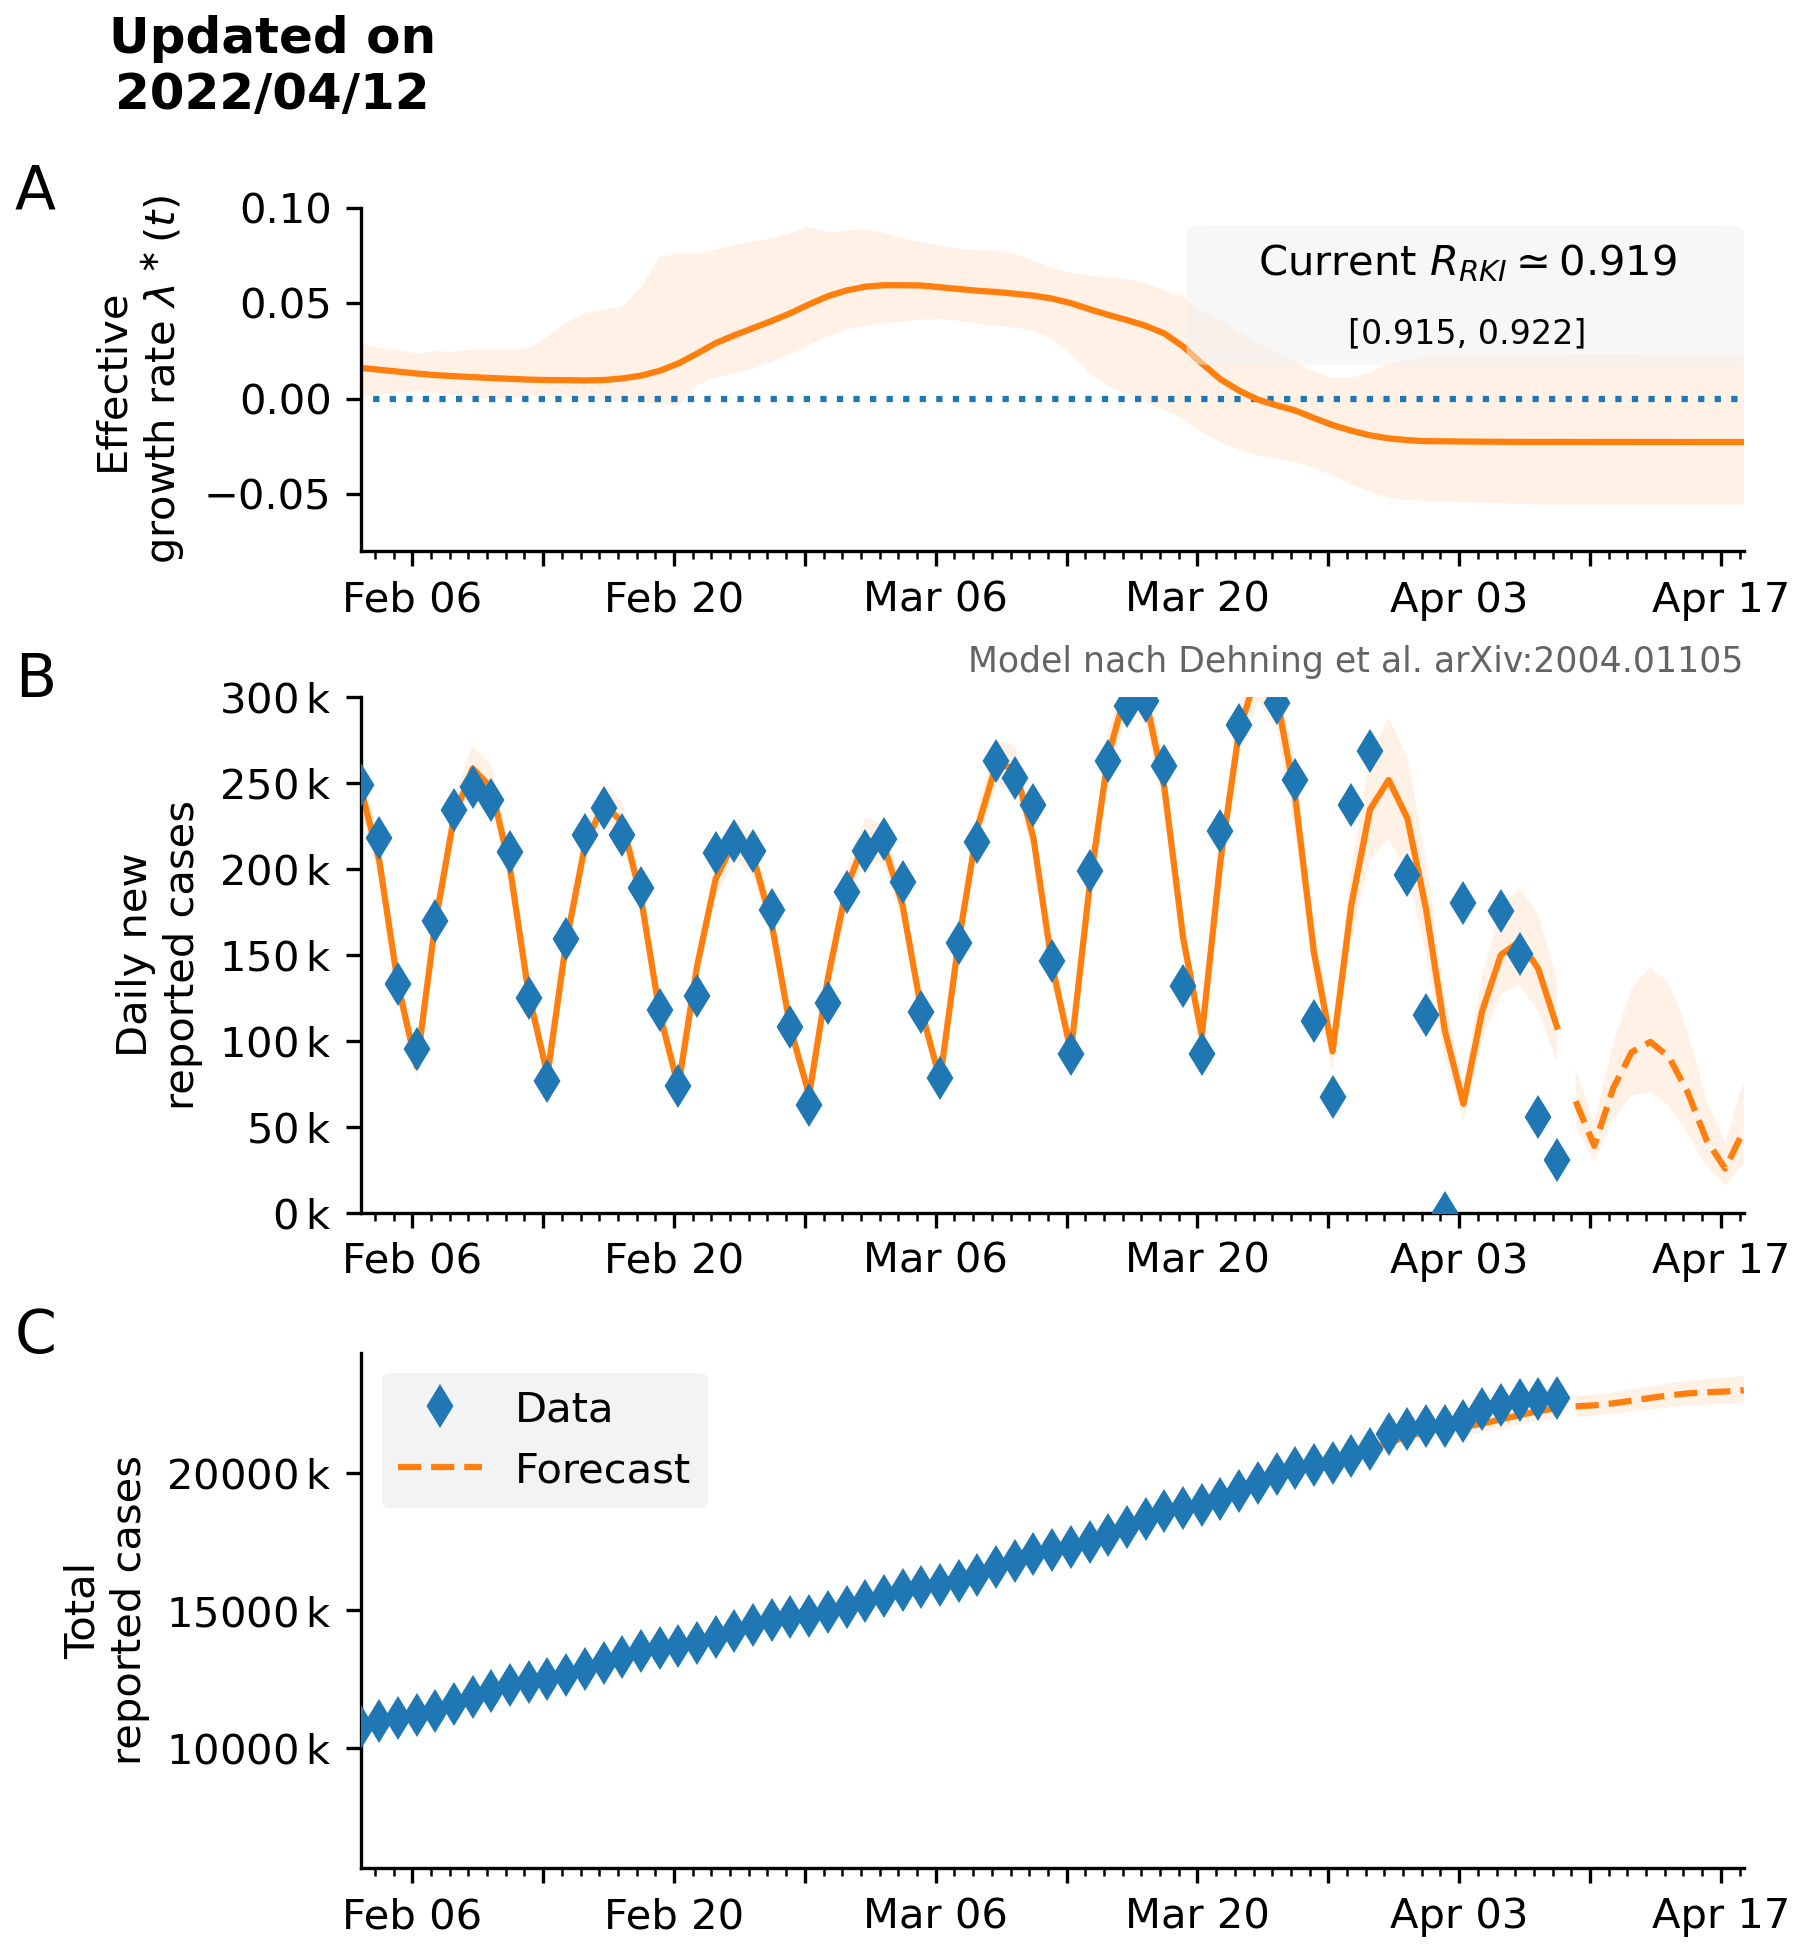 Updated on
2022/04/12
A
Effective
growth rate λ * (t)
0.10
0.05
0.00
−0.05
Current R_RKI ≃ 0.919
[0.915, 0.922]
Feb 06 Feb 20 Mar 06 Mar 20 Apr 03 Apr 17
Model nach Dehning et al. arXiv:2004.01105
B
Daily new
reported cases
300 k
250 k
200 k
150 k
100 k
50 k
0 k
Feb 06 Feb 20 Mar 06 Mar 20 Apr 03 Apr 17
C
Total
reported cases
Data
Forecast
20000 k
15000 k
10000 k
Feb 06 Feb 20 Mar 06 Mar 20 Apr 03 Apr 17